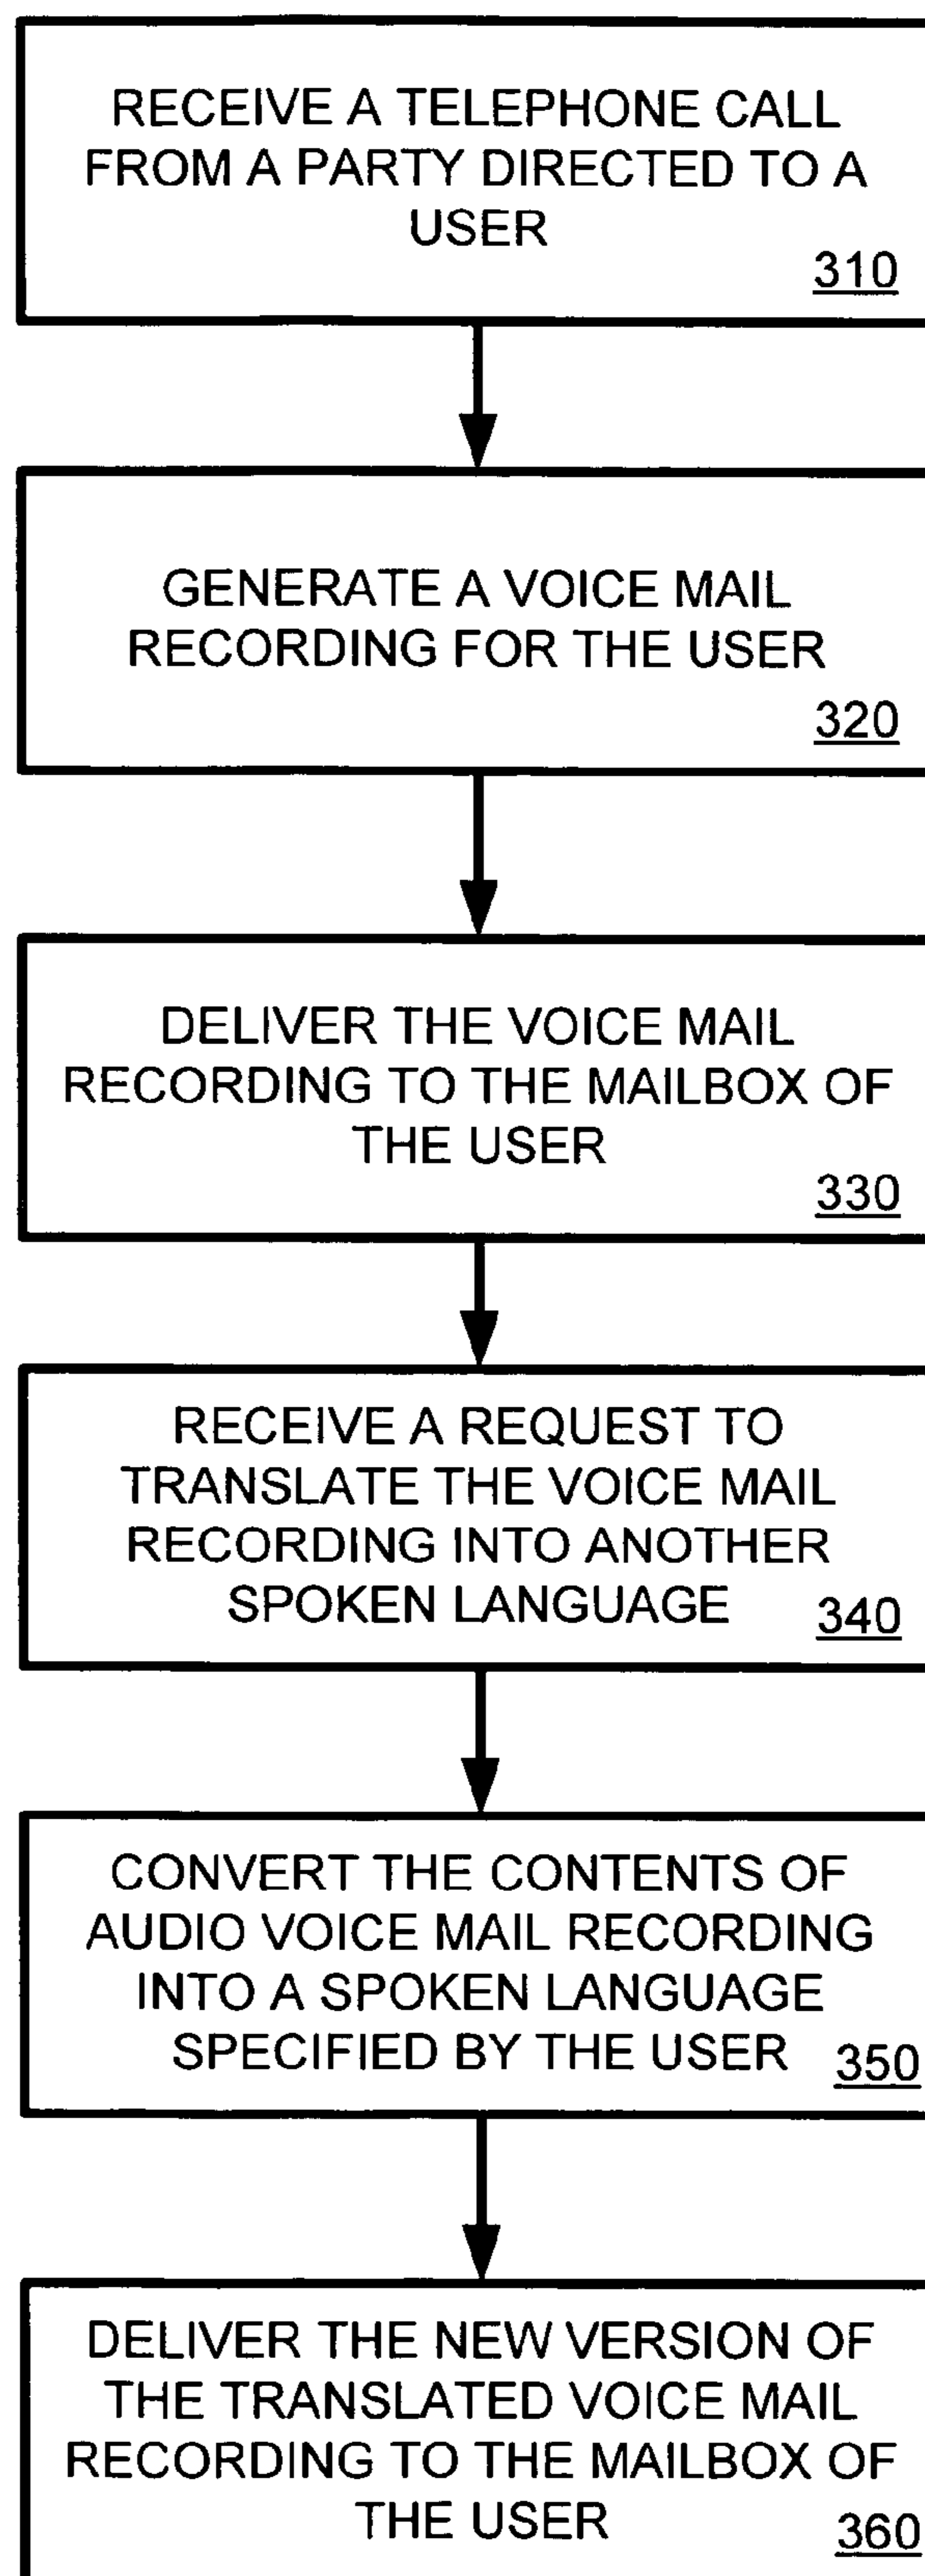 RECEIVE A TELEPHONE CALL
FROM A PARTY DIRECTED TO A
USER
310
GENERATE A VOICE MAIL
RECORDING FOR THE USER
320
DELIVER THE VOICE MAIL
RECORDING TO THE MAILBOX OF
THE USER
330
RECEIVE A REQUEST TO
TRANSLATE THE VOICE MAIL
RECORDING INTO ANOTHER
SPOKEN LANGUAGE
340
CONVERT THE CONTENTS OF
AUDIO VOICE MAIL RECORDING
INTO A SPOKEN LANGUAGE
SPECIFIED BY THE USER
350
DELIVER THE NEW VERSION OF
THE TRANSLATED VOICE MAIL
RECORDING TO THE MAILBOX OF
THE USER
360